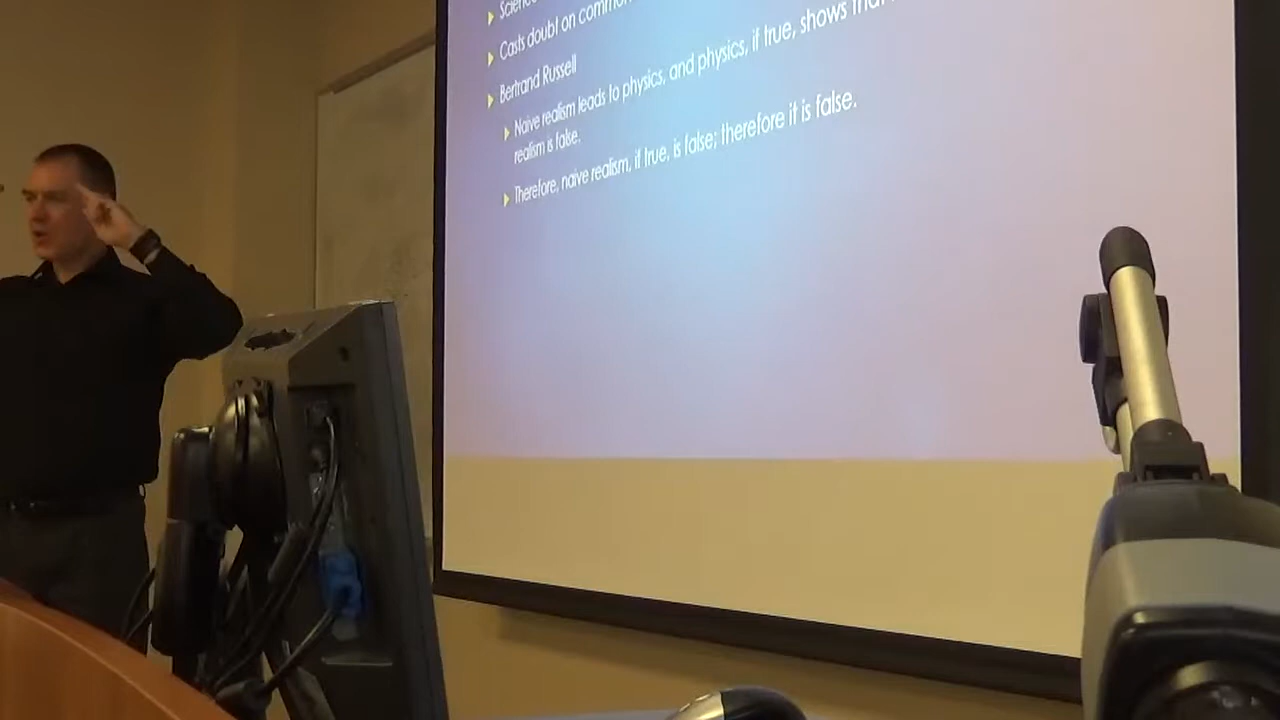 Science
Casts doubt on common
Bertrand Russell
Naive realism leads to physics, and physics, if true, shows that
realism is false.
Therefore, naive realism, if true, is false; therefore it is false.